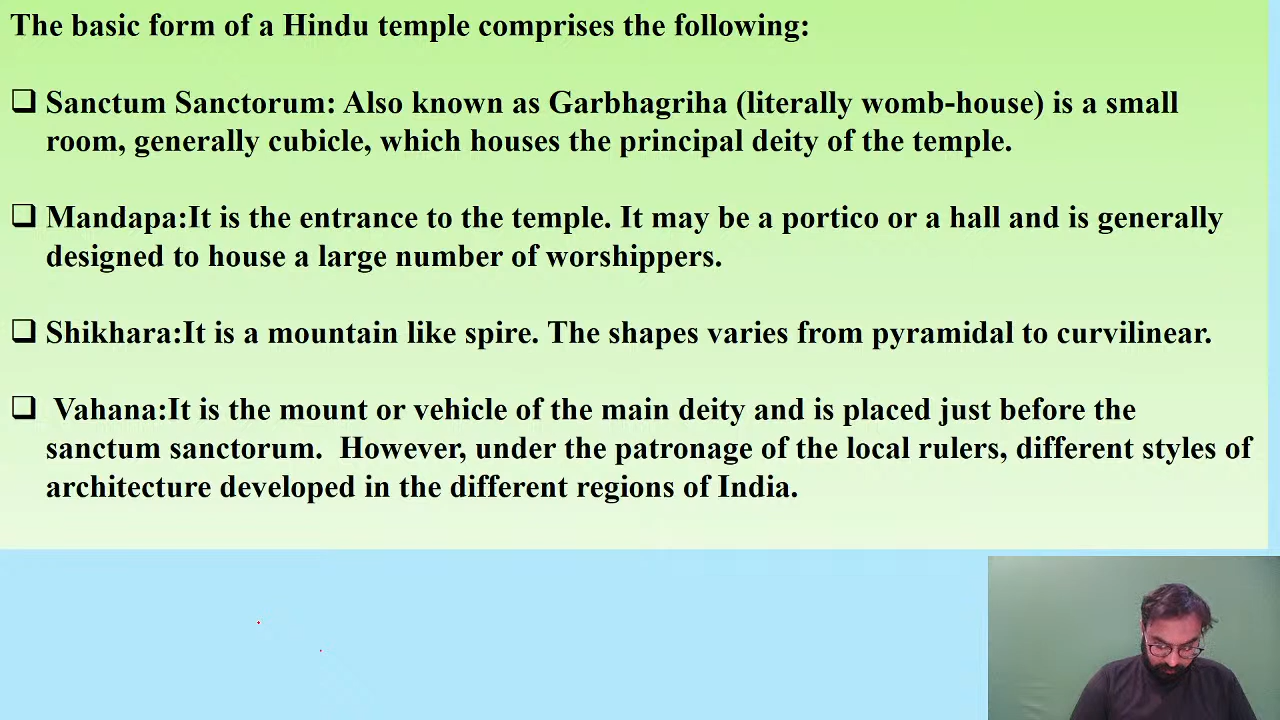 The basic form of a Hindu temple comprises the following:
❑ Sanctum Sanctorum: Also known as Garbhagriha (literally womb-house) is a small
room, generally cubicle, which houses the principal deity of the temple.
❑ Mandapa:It is the entrance to the temple. It may be a portico or a hall and is generally
designed to house a large number of worshippers.
❑ Shikhara:It is a mountain like spire. The shapes varies from pyramidal to curvilinear.
❑ Vahana:It is the mount or vehicle of the main deity and is placed just before the
sanctum sanctorum. However, under the patronage of the local rulers, different styles of
architecture developed in the different regions of India.